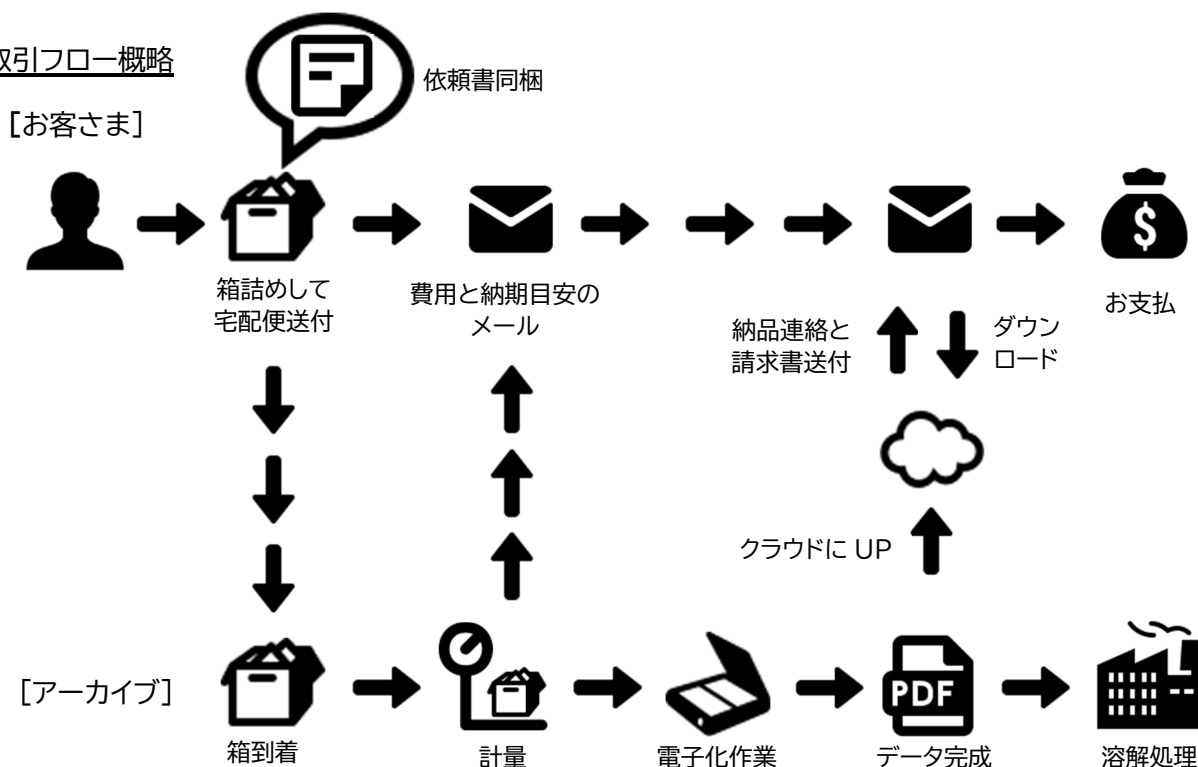 取引フロー概略
依頼書同梱
[お客さま]
$
箱詰めして
宅配便送付
費用と納期目安の
メール
お支払
納品連絡と
請求書送付
ダウン
ロード
クラウドに UP
[アーカイブ]
PDF
箱到着
計量
電子化作業
データ完成
溶解処理